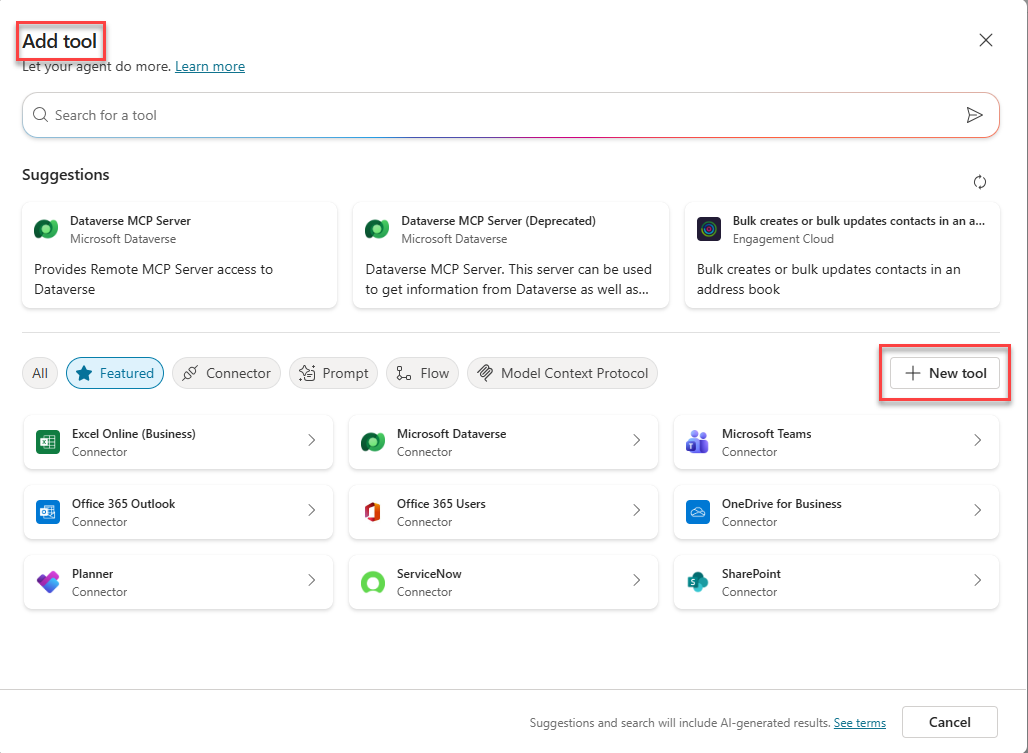 Add tool
Let your agent do more. Learn more
Search for a tool
Suggestions
Dataverse MCP Server
Microsoft Dataverse
Provides Remote MCP Server access to
Dataverse
Dataverse MCP Server (Deprecated)
Microsoft Dataverse
Dataverse MCP Server. This server can be used
to get information from Dataverse as well as...
Bulk creates or bulk updates contacts in an a...
Engagement Cloud
Bulk creates or bulk updates contacts in an
address book
All Featured Connector Prompt Flow Model Context Protocol New tool
Excel Online (Business)
Connector
Microsoft Dataverse
Connector
Microsoft Teams
Connector
Office 365 Outlook
Connector
Office 365 Users
Connector
OneDrive for Business
Connector
Planner
Connector
ServiceNow
Connector
SharePoint
Connector
Suggestions and search will include AI-generated results. See terms Cancel